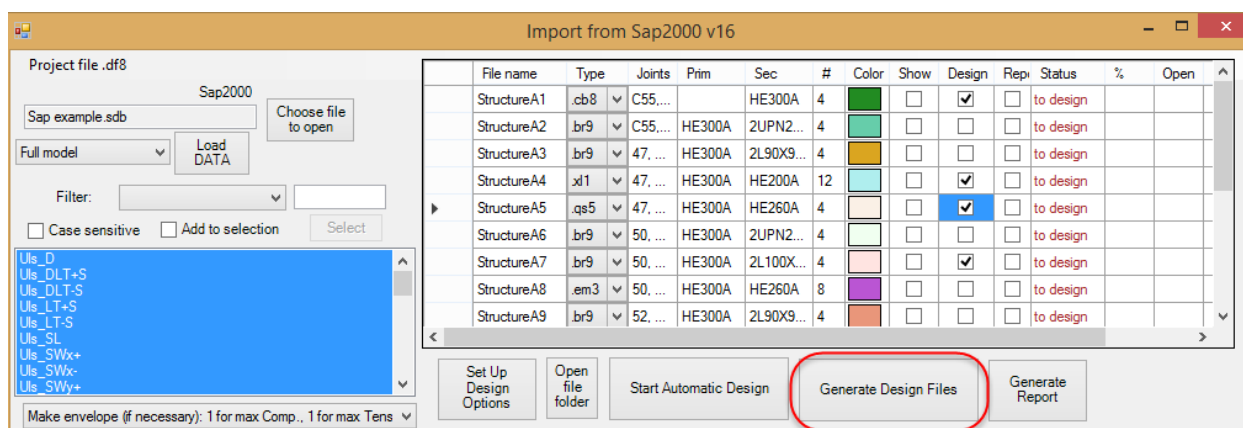 Import from Sap2000 v16
Project file .df8
Sap2000
Sap example.sdb
Choose file
to open
Full model
Load
DATA
Filter:
Case sensitive
Add to selection
Select
Uls_D
Uls_DLT+S
Uls_DLT-S
Uls_LT+S
Uls_LT-S
Uls_SL
Uls_SWx+
Uls_SWx-
Uls_SWy+
Make envelope (if necessary): 1 for max Comp., 1 for max Tens
File name Type Joints Prim Sec # Color Show Design Repo Status % Open
StructureA1 .cb8 C55,... HE300A 4 to design
StructureA2 .br9 C55,... HE300A 2UPN2... 4 to design
StructureA3 .br9 47, ... HE300A 2L90X9... 4 to design
StructureA4 .xl1 47, ... HE300A HE200A 12 to design
StructureA5 .qs5 47, ... HE300A HE260A 4 to design
StructureA6 .br9 50, ... HE300A 2UPN2... 4 to design
StructureA7 .br9 50, ... HE300A 2L100X... 4 to design
StructureA8 .em3 50, ... HE300A HE260A 8 to design
StructureA9 .br9 52, ... HE300A 2L90X9... 4 to design
Set Up
Design
Options
Open
file
folder
Start Automatic Design
Generate Design Files
Generate
Report